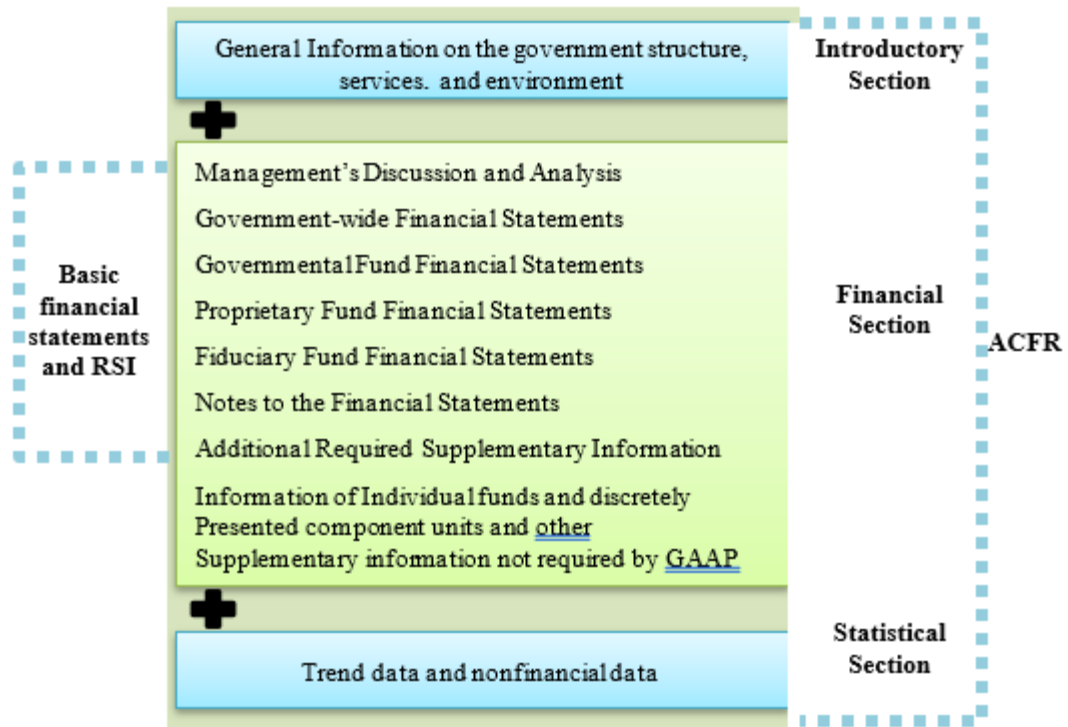 General Information on the government structure,
services. and environment
Introductory
Section
Management's Discussion and Analysis
Government-wide Financial Statements
Governmental Fund Financial Statements
Proprietary Fund Financial Statements
Fiduciary Fund Financial Statements
Notes to the Financial Statements
Additional Required Supplementary Information
Information of Individual funds and discretely
Presented component units and other
Supplementary information not required by GAAP
Basic
financial
statements
and RSI
Financial
Section
ACFR
Trend data and nonfinancial data
Statistical
Section